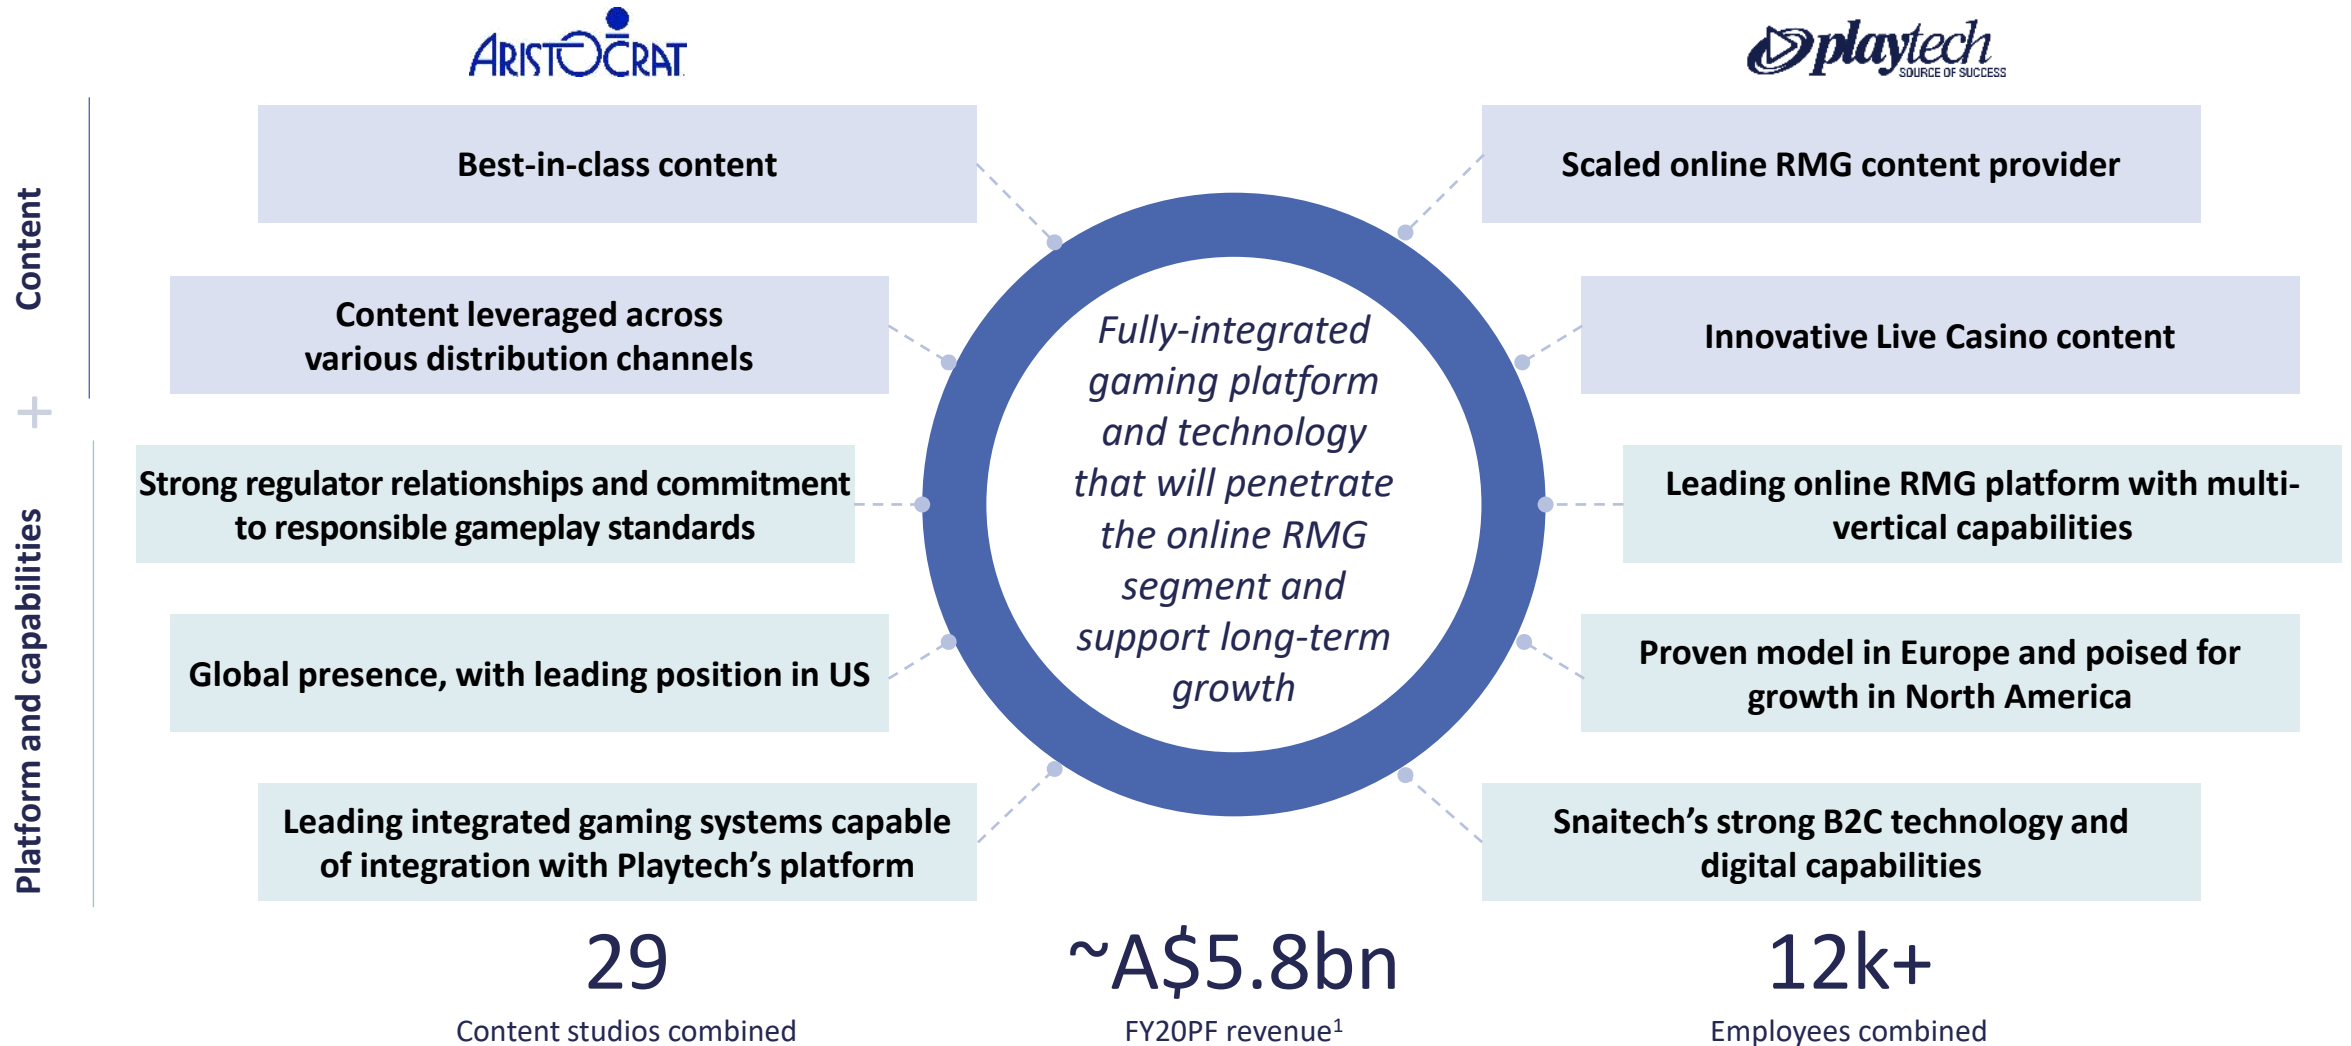 ARISTOCRAT
playtech
SOURCE OF SUCCESS
Content
+
Platform and capabilities
Best-in-class content
Content leveraged across
various distribution channels
Strong regulator relationships and commitment
to responsible gameplay standards
Global presence, with leading position in US
Leading integrated gaming systems capable
of integration with Playtech’s platform
Fully-integrated
gaming platform
and technology
that will penetrate
the online RMG
segment and
support long-term
growth
Scaled online RMG content provider
Innovative Live Casino content
Leading online RMG platform with multi-
vertical capabilities
Proven model in Europe and poised for
growth in North America
Snaitech’s strong B2C technology and
digital capabilities
29
Content studios combined
~A$5.8bn
FY20PF revenue¹
12k+
Employees combined